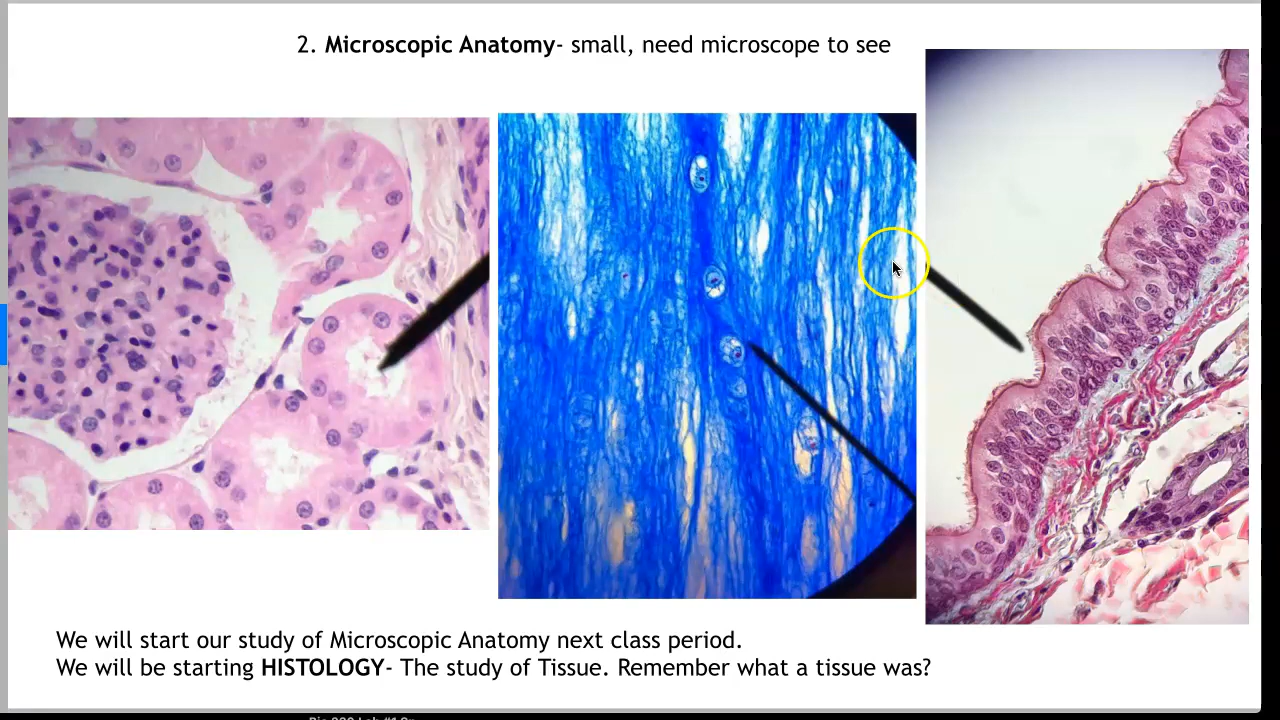 2. Microscopic Anatomy- small, need microscope to see
We will start our study of Microscopic Anatomy next class period.
We will be starting HISTOLOGY- The study of Tissue. Remember what a tissue was?